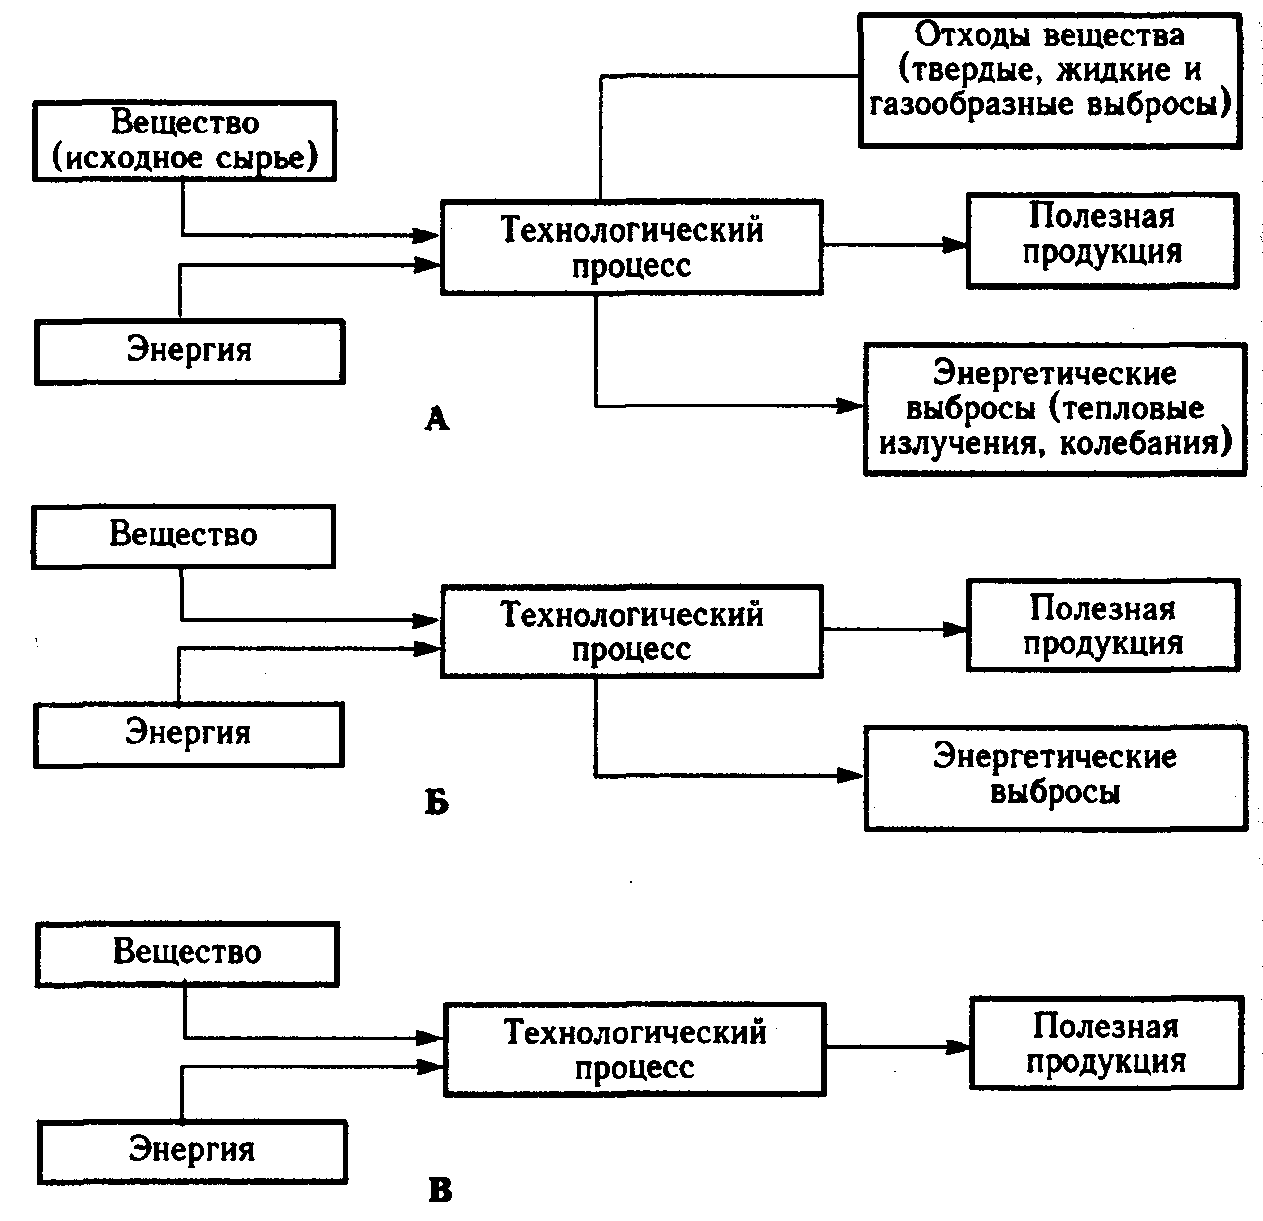 Отходы вещества
(твердые, жидкие и
газообразные выбросы)
Вещество
(исходное сырье)
Технологический
процесс
Полезная
продукция
Энергия
Энергетические
выбросы (тепловые
излучения, колебания)
А
Вещество
Технологический
процесс
Полезная
продукция
Энергия
Энергетические
выбросы
Б
Вещество
Технологический
процесс
Полезная
продукция
Энергия
В